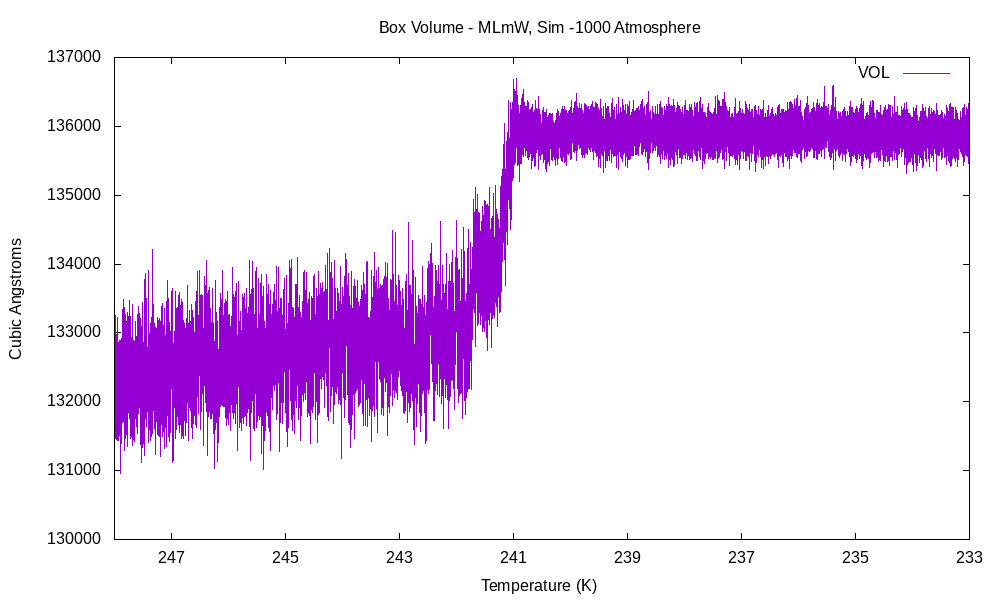 Box Volume - MLmW, Sim -1000 Atmosphere
VOL
137000
136000
135000
134000
133000
132000
131000
130000
Cubic Angstroms
247 245 243 241 239 237 235 233
Temperature (K)